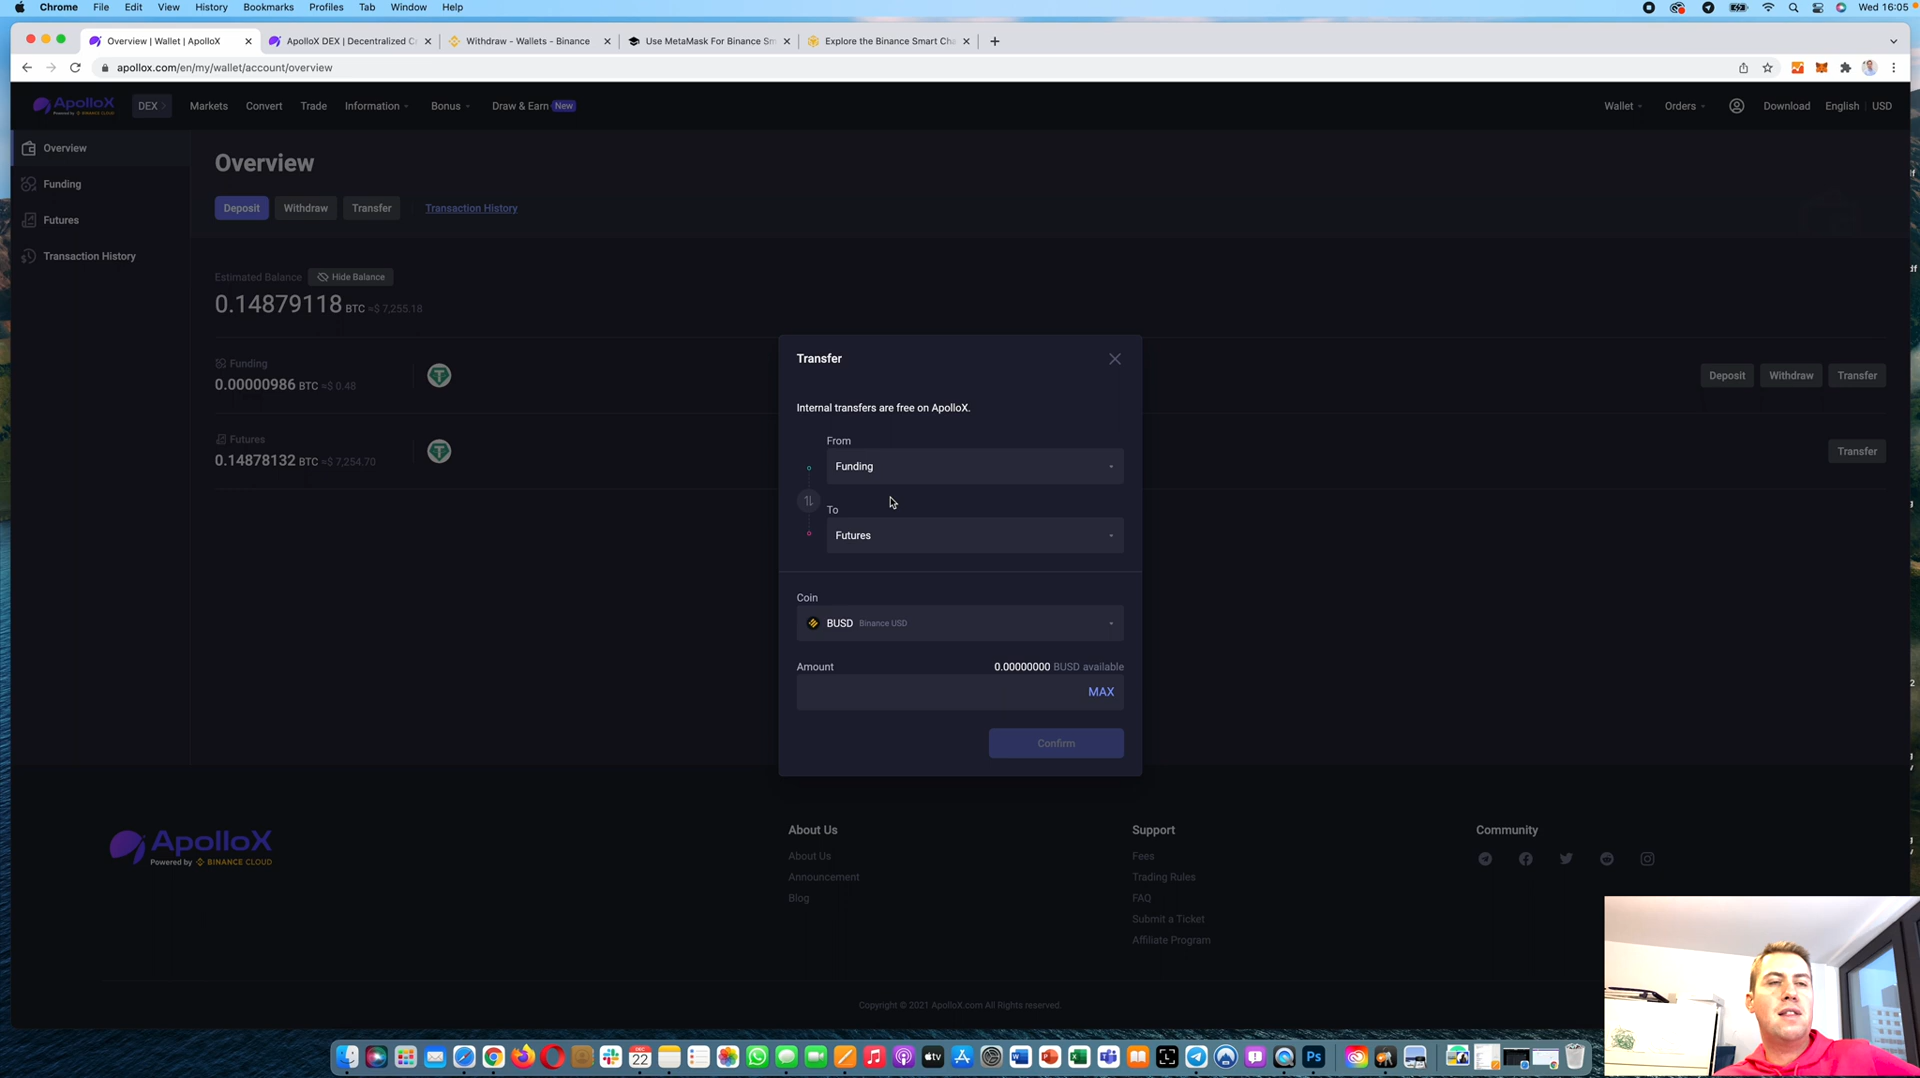 Chrome File Edit View History Bookmarks Profiles Tab Window Help Wed 16:05
Overview | Wallet | ApolloX ApolloX DEX | Decentralized C Withdraw - Wallets - Binance Use MetaMask For Binance Sm Explore the Binance Smart Cha
apollox.com/en/my/wallet/account/overview
ApolloX DEX Markets Convert Trade Information Bonus Draw & Earn New Wallet Orders Download English | USD
Powered by BINANCE CLOUD
Overview
Funding
Futures
Transaction History
Overview
Deposit Withdraw Transfer Transaction History
Estimated Balance Hide Balance
0.14879118 BTC ≈$ 7,255.18
Funding
0.00000986 BTC ≈$ 0.48
Deposit Withdraw Transfer
Futures
0.14878132 BTC ≈$ 7,254.70
Transfer
Transfer
Internal transfers are free on ApolloX.
From
Funding
To
Futures
Coin
BUSD Binance USD
Amount 0.00000000 BUSD available
MAX
Confirm
ApolloX
Powered by BINANCE CLOUD
About Us
About Us
Announcement
Blog
Support
Fees
Trading Rules
FAQ
Submit a Ticket
Affiliate Program
Community
Copyright © 2021 ApolloX.com All Rights reserved.
DEC
22